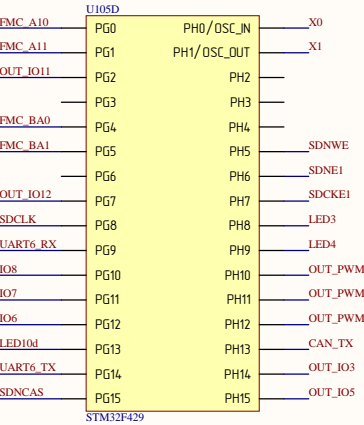 U105D
FMC_A10 PG0 PH0/OSC_IN X0
FMC_A11 PG1 PH1/OSC_OUT X1
OUT_IO11 PG2 PH2
PG3 PH3
FMC_BA0 PG4 PH4
FMC_BA1 PG5 PH5 SDNWE
PG6 PH6 SDNE1
OUT_IO12 PG7 PH7 SDCKE1
SDCLK PG8 PH8 LED3
UART6_RX PG9 PH9 LED4
IO8 PG10 PH10 OUT_PWM
IO7 PG11 PH11 OUT_PWM
IO6 PG12 PH12 OUT_PWM
LED10d PG13 PH13 CAN_TX
UART6_TX PG14 PH14 OUT_IO3
SDNCAS PG15 PH15 OUT_IO5
STM32F429